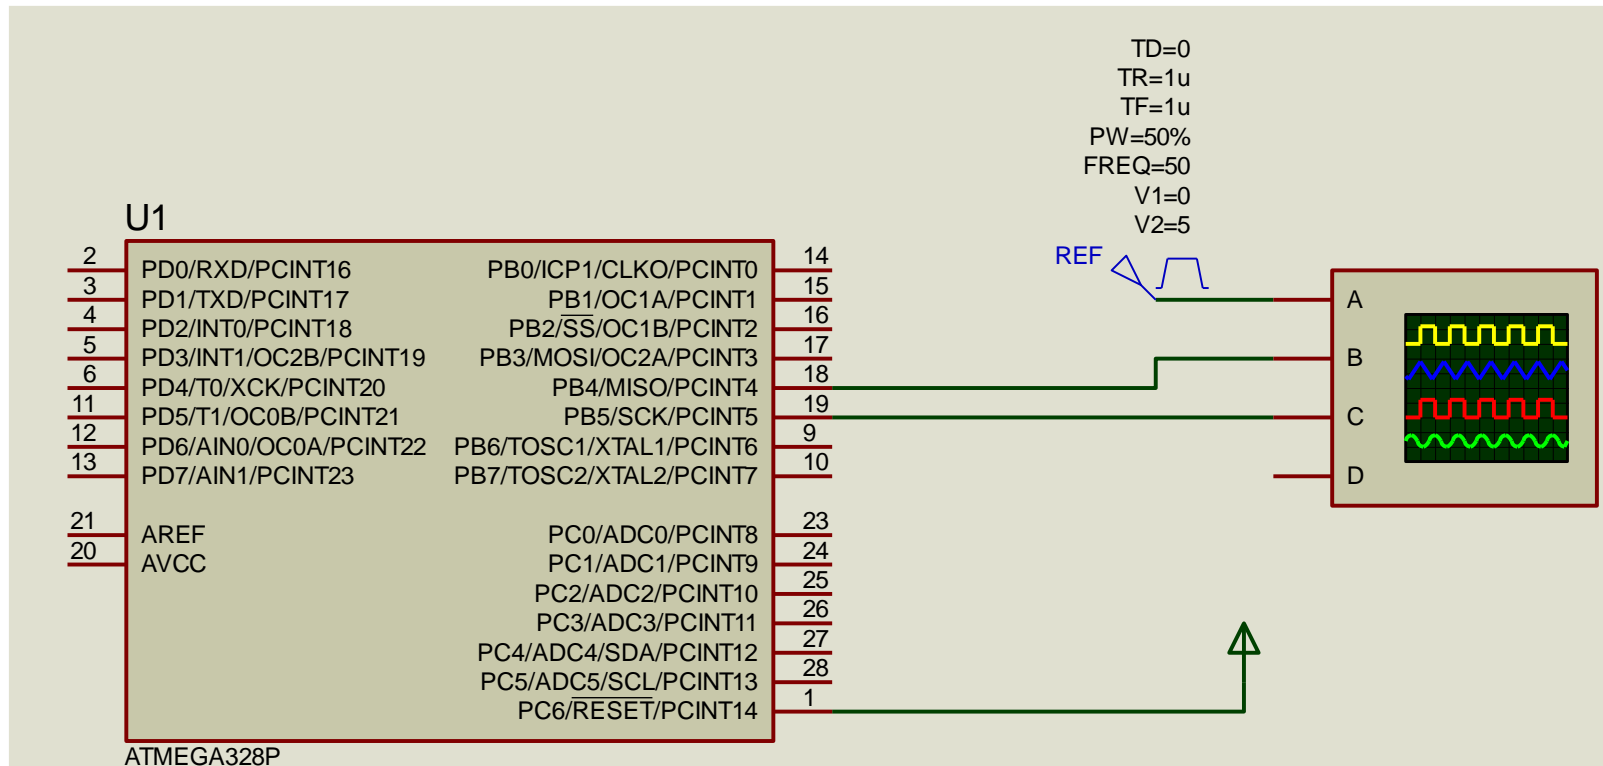 TD=0
TR=1u
TF=1u
PW=50%
FREQ=50
V1=0
V2=5
REF
U1
2 PD0/RXD/PCINT16 PB0/ICP1/CLKO/PCINT0 14
3 PD1/TXD/PCINT17 PB1/OC1A/PCINT1 15 A
4 PD2/INT0/PCINT18 PB2/SS/OC1B/PCINT2 16
5 PD3/INT1/OC2B/PCINT19 PB3/MOSI/OC2A/PCINT3 17 B
6 PD4/T0/XCK/PCINT20 PB4/MISO/PCINT4 18
11 PD5/T1/OC0B/PCINT21 PB5/SCK/PCINT5 19 C
12 PD6/AIN0/OC0A/PCINT22 PB6/TOSC1/XTAL1/PCINT6 9
13 PD7/AIN1/PCINT23 PB7/TOSC2/XTAL2/PCINT7 10 D
21 AREF PC0/ADC0/PCINT8 23
20 AVCC PC1/ADC1/PCINT9 24
PC2/ADC2/PCINT10 25
PC3/ADC3/PCINT11 26
PC4/ADC4/SDA/PCINT12 27
PC5/ADC5/SCL/PCINT13 28
PC6/RESET/PCINT14 1
ATMEGA328P